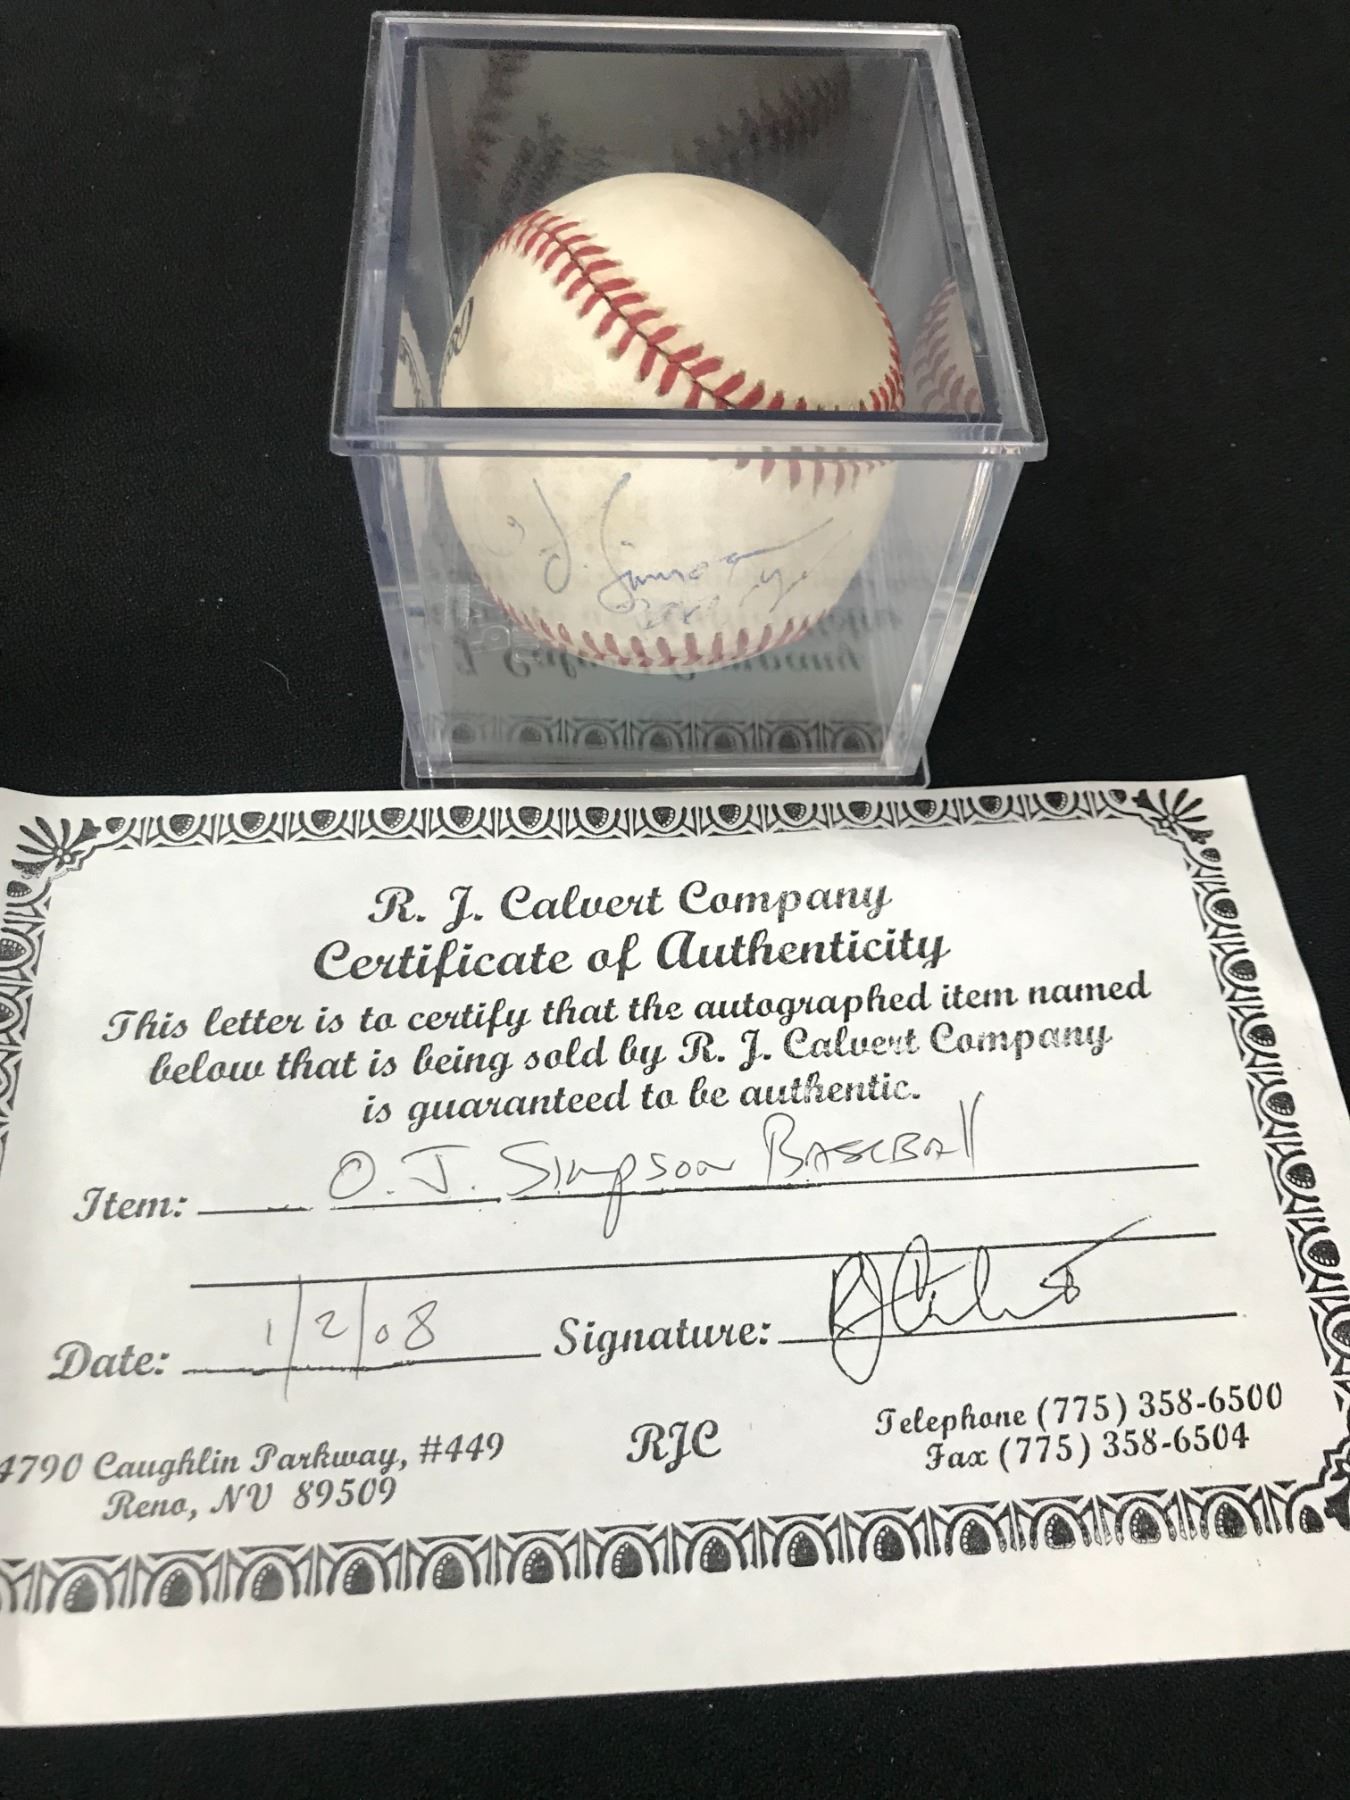 O.J. Simpson
R. J. Calvert Company
Certificate of Authenticity
This letter is to certify that the autographed item named
below that is being sold by R. J. Calvert Company
is guaranteed to be authentic.
Item: O. J. Simpson BASEBALL
Date: 1/2/08 Signature:
4790 Caughlin Parkway, #449
Reno, NV 89509
RJC
Telephone (775) 358-6500
Fax (775) 358-6504